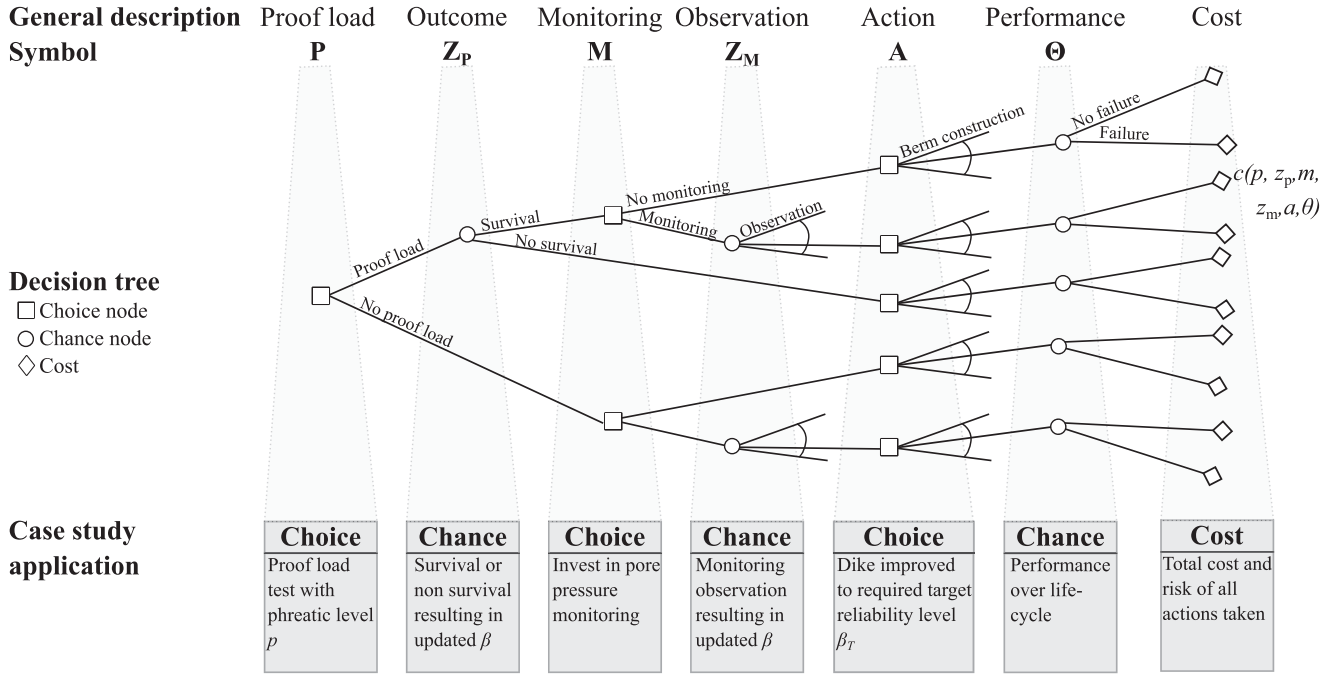 General description Proof load Outcome Monitoring Observation Action Performance Cost
Symbol P Z_P M Z_M A Θ
No failure
Failure
Berm construction
c(p, z_p,m,
z_m,a,θ)
No monitoring
Monitoring
Observation
Survival
No survival
Proof load
No proof load
Decision tree
Choice node
Chance node
Cost
Case study
application
Choice
Proof load
test with
phreatic level
p
Chance
Survival or
non survival
resulting in
updated β
Choice
Invest in pore
pressure
monitoring
Chance
Monitoring
observation
resulting in
updated β
Choice
Dike improved
to required target
reliability level
β_T
Chance
Performance
over life-
cycle
Cost
Total cost and
risk of all
actions taken